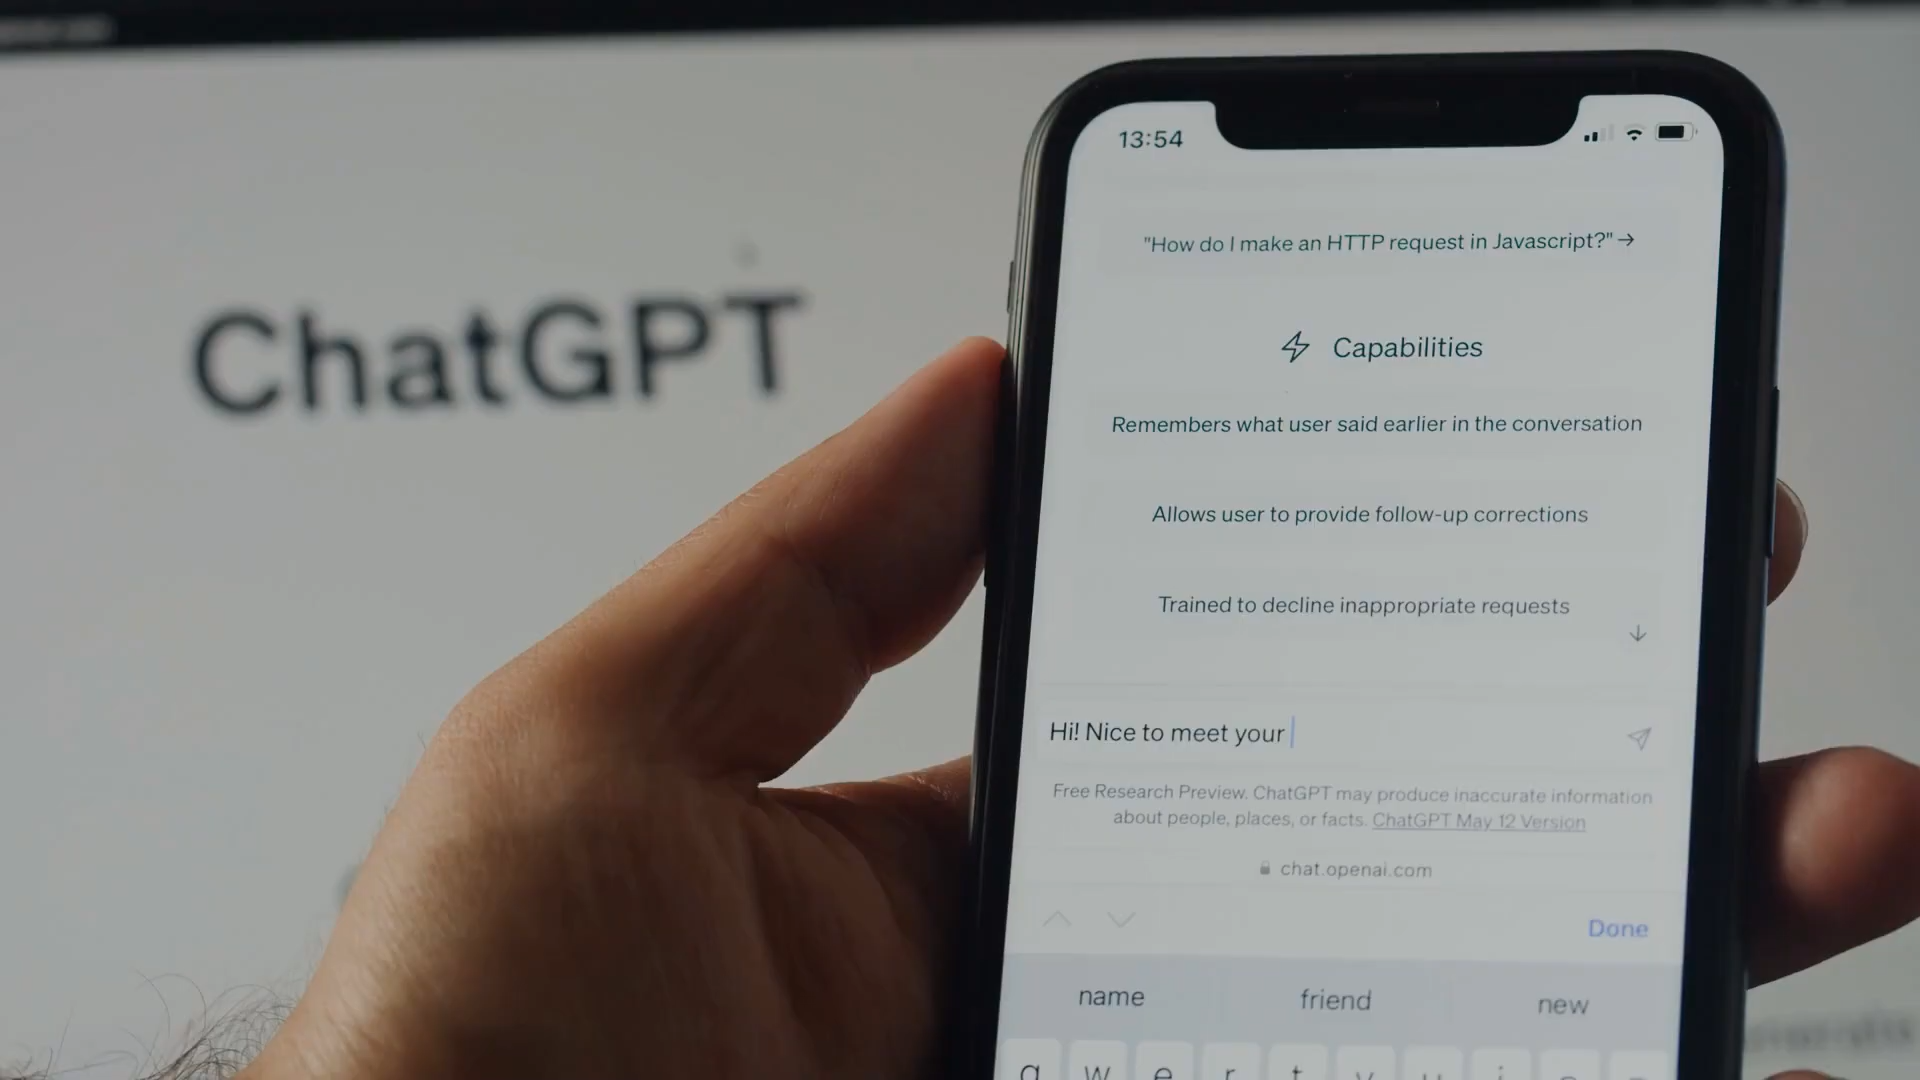 ChatGPT
13:54
"How do I make an HTTP request in Javascript?" →
Capabilities
Remembers what user said earlier in the conversation
Allows user to provide follow-up corrections
Trained to decline inappropriate requests
Hi! Nice to meet your
Free Research Preview. ChatGPT may produce inaccurate information
about people, places, or facts. ChatGPT May 12 Version
chat.openai.com
Done
name friend new
q w e r t y u i o p